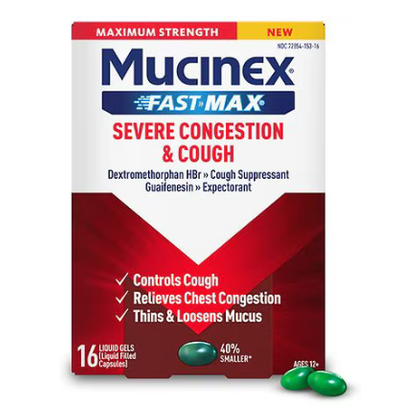 MAXIMUM STRENGTH NEW
NDC 72854-153-16
Mucinex®
FAST»MAX®
SEVERE CONGESTION
& COUGH
Dextromethorphan HBr » Cough Suppressant
Guaifenesin » Expectorant
✓ Controls Cough
✓ Relieves Chest Congestion
✓ Thins & Loosens Mucus
16 LIQUID GELS
(Liquid Filled
Capsules)
40%
SMALLER*
AGES 12+